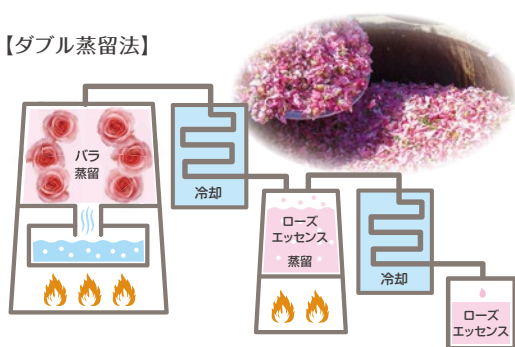 【ダブル蒸留法】
バラ
蒸留
冷却
ローズ
エッセンス
蒸留
冷却
ローズ
エッセンス